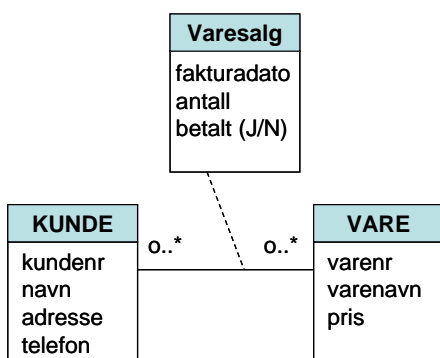 Varesalg
fakturadato
antall
betalt (J/N)
KUNDE
o..*
o..*
VARE
kundenr
navn
adresse
telefon
varenr
varenavn
pris